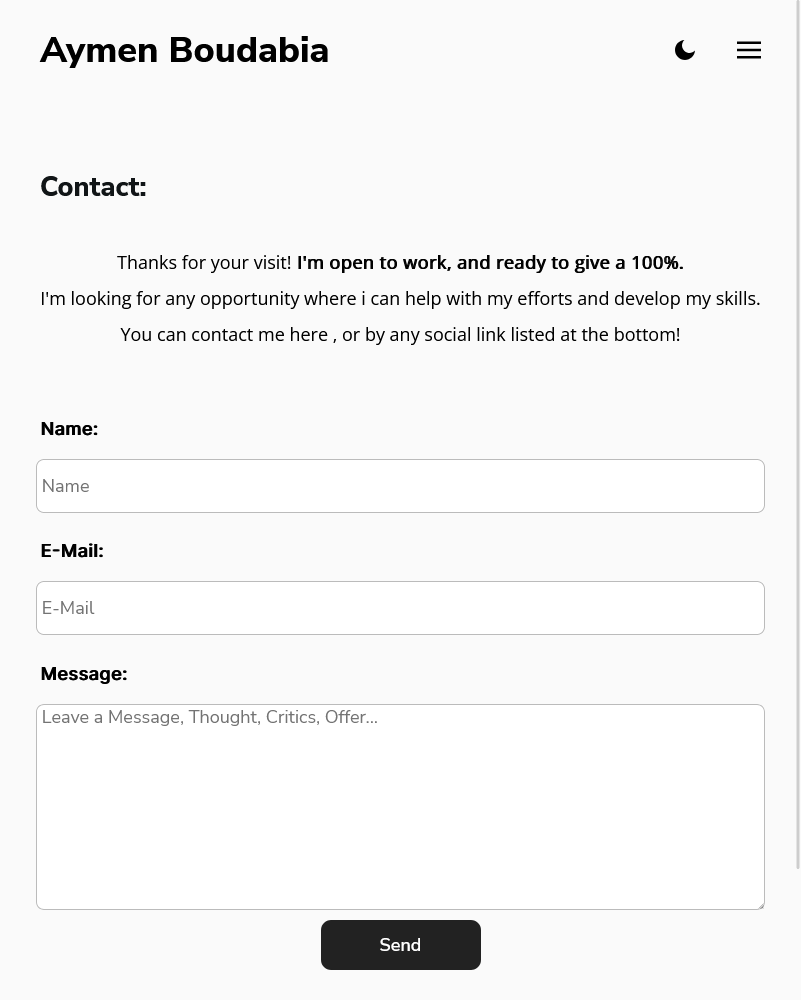 Aymen Boudabia
Contact:
Thanks for your visit! I'm open to work, and ready to give a 100%.
I'm looking for any opportunity where i can help with my efforts and develop my skills.
You can contact me here , or by any social link listed at the bottom!
Name:
Name
E-Mail:
E-Mail
Message:
Leave a Message, Thought, Critics, Offer...
Send